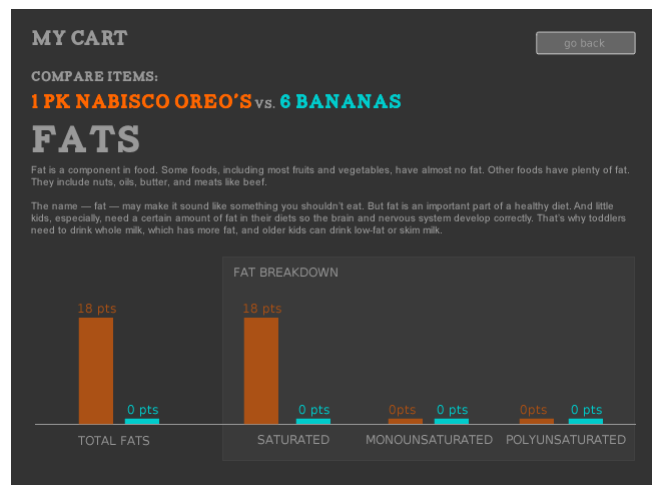 MY CART
go back
COMPARE ITEMS:
1 PK NABISCO OREO'S vs. 6 BANANAS
FATS
Fat is a component in food. Some foods, including most fruits and vegetables, have almost no fat. Other foods have plenty of fat.
They include nuts, oils, butter, and meats like beef.
The name — fat — may make it sound like something you shouldn't eat. But fat is an important part of a healthy diet. And little
kids, especially, need a certain amount of fat in their diets so the brain and nervous system develop correctly. That's why toddlers
need to drink whole milk, which has more fat, and older kids can drink low-fat or skim milk.
FAT BREAKDOWN
18 pts
18 pts
0 pts
0 pts
0pts
0 pts
0pts
0 pts
TOTAL FATS
SATURATED
MONOUNSATURATED
POLYUNSATURATED